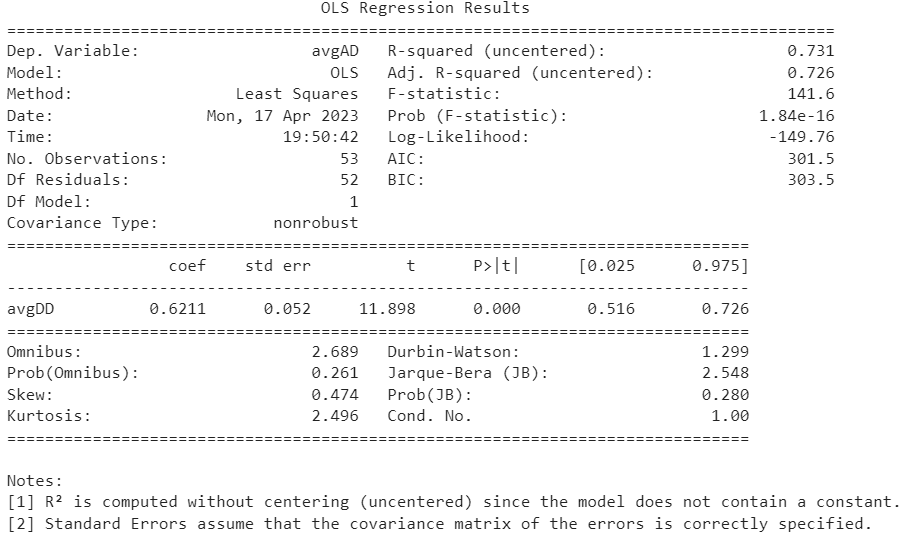 OLS Regression Results
=======================================================================================
Dep. Variable: avgAD R-squared (uncentered): 0.731
Model: OLS Adj. R-squared (uncentered): 0.726
Method: Least Squares F-statistic: 141.6
Date: Mon, 17 Apr 2023 Prob (F-statistic): 1.84e-16
Time: 19:50:42 Log-Likelihood: -149.76
No. Observations: 53 AIC: 301.5
Df Residuals: 52 BIC: 303.5
Df Model: 1
Covariance Type: nonrobust
==============================================================================
coef std err t P>|t| [0.025 0.975]
------------------------------------------------------------------------------
avgDD 0.6211 0.052 11.898 0.000 0.516 0.726
==============================================================================
Omnibus: 2.689 Durbin-Watson: 1.299
Prob(Omnibus): 0.261 Jarque-Bera (JB): 2.548
Skew: 0.474 Prob(JB): 0.280
Kurtosis: 2.496 Cond. No. 1.00
==============================================================================
Notes:
[1] R² is computed without centering (uncentered) since the model does not contain a constant.
[2] Standard Errors assume that the covariance matrix of the errors is correctly specified.